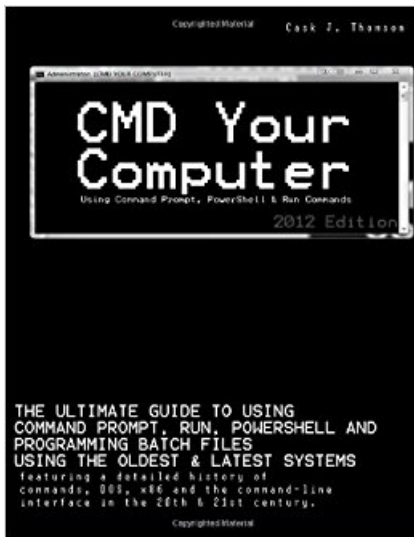 Copyrighted Material
Cask J. Thomson
Administrator: [CMD YOUR COMPUTER]
CMD Your
Computer
Using Command Prompt, PowerShell & Run Commands
2012 Edition
THE ULTIMATE GUIDE TO USING
COMMAND PROMPT, RUN, POWERSHELL AND
PROGRAMMING BATCH FILES
USING THE OLDEST & LATEST SYSTEMS
featuring a detailed history of
commands, DOS, x86 and the command-line
interface in the 20th & 21st century.
Copyrighted Material